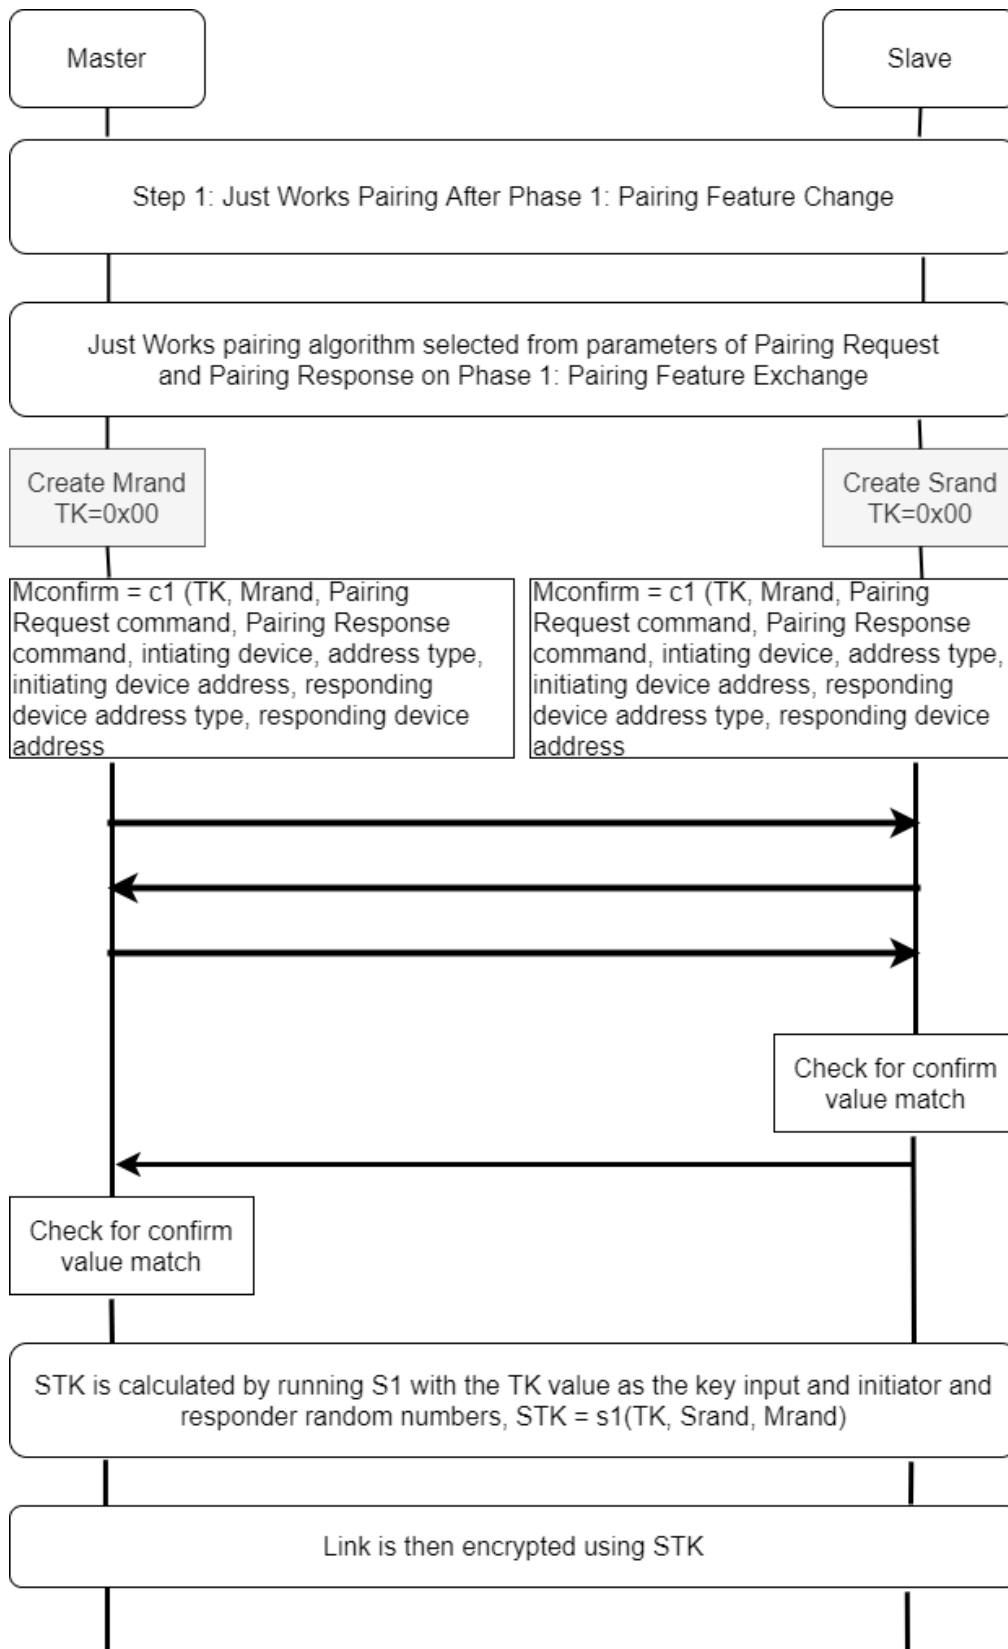 Master
Slave
Step 1: Just Works Pairing After Phase 1: Pairing Feature Change
Just Works pairing algorithm selected from parameters of Pairing Request
and Pairing Response on Phase 1: Pairing Feature Exchange
Create Mrand
TK=0x00
Create Srand
TK=0x00
Mconfirm = c1 (TK, Mrand, Pairing
Request command, Pairing Response
command, intiating device, address type,
initiating device address, responding
device address type, responding device
address
Mconfirm = c1 (TK, Mrand, Pairing
Request command, Pairing Response
command, intiating device, address type,
initiating device address, responding
device address type, responding device
address
Check for confirm
value match
Check for confirm
value match
STK is calculated by running S1 with the TK value as the key input and initiator and
responder random numbers, STK = s1(TK, Srand, Mrand)
Link is then encrypted using STK